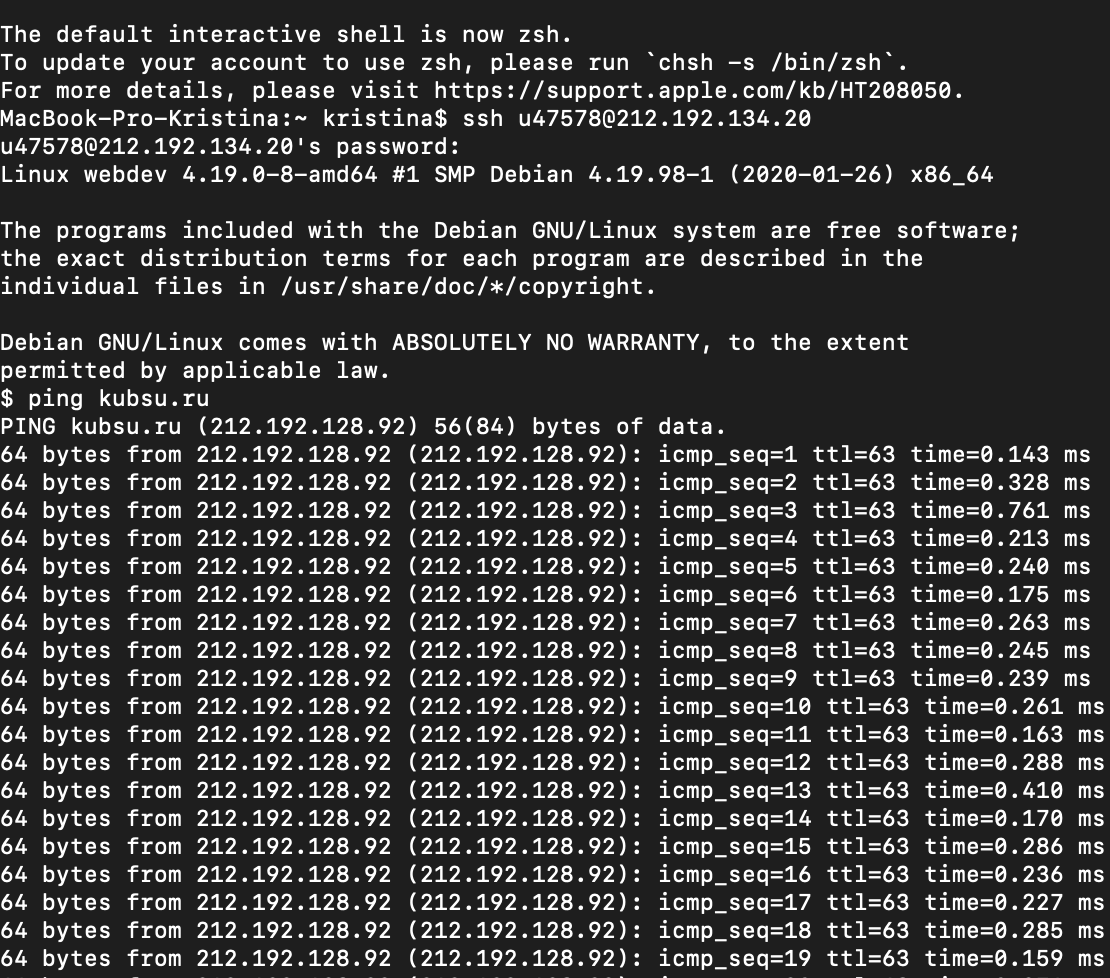 The default interactive shell is now zsh.
To update your account to use zsh, please run `chsh -s /bin/zsh`.
For more details, please visit https://support.apple.com/kb/HT208050.
MacBook-Pro-Kristina:~ kristina$ ssh u47578@212.192.134.20
u47578@212.192.134.20's password:
Linux webdev 4.19.0-8-amd64 #1 SMP Debian 4.19.98-1 (2020-01-26) x86_64
The programs included with the Debian GNU/Linux system are free software;
the exact distribution terms for each program are described in the
individual files in /usr/share/doc/*/copyright.
Debian GNU/Linux comes with ABSOLUTELY NO WARRANTY, to the extent
permitted by applicable law.
$ ping kubsu.ru
PING kubsu.ru (212.192.128.92) 56(84) bytes of data.
64 bytes from 212.192.128.92 (212.192.128.92): icmp_seq=1 ttl=63 time=0.143 ms
64 bytes from 212.192.128.92 (212.192.128.92): icmp_seq=2 ttl=63 time=0.328 ms
64 bytes from 212.192.128.92 (212.192.128.92): icmp_seq=3 ttl=63 time=0.761 ms
64 bytes from 212.192.128.92 (212.192.128.92): icmp_seq=4 ttl=63 time=0.213 ms
64 bytes from 212.192.128.92 (212.192.128.92): icmp_seq=5 ttl=63 time=0.240 ms
64 bytes from 212.192.128.92 (212.192.128.92): icmp_seq=6 ttl=63 time=0.175 ms
64 bytes from 212.192.128.92 (212.192.128.92): icmp_seq=7 ttl=63 time=0.263 ms
64 bytes from 212.192.128.92 (212.192.128.92): icmp_seq=8 ttl=63 time=0.245 ms
64 bytes from 212.192.128.92 (212.192.128.92): icmp_seq=9 ttl=63 time=0.239 ms
64 bytes from 212.192.128.92 (212.192.128.92): icmp_seq=10 ttl=63 time=0.261 ms
64 bytes from 212.192.128.92 (212.192.128.92): icmp_seq=11 ttl=63 time=0.163 ms
64 bytes from 212.192.128.92 (212.192.128.92): icmp_seq=12 ttl=63 time=0.288 ms
64 bytes from 212.192.128.92 (212.192.128.92): icmp_seq=13 ttl=63 time=0.410 ms
64 bytes from 212.192.128.92 (212.192.128.92): icmp_seq=14 ttl=63 time=0.170 ms
64 bytes from 212.192.128.92 (212.192.128.92): icmp_seq=15 ttl=63 time=0.286 ms
64 bytes from 212.192.128.92 (212.192.128.92): icmp_seq=16 ttl=63 time=0.236 ms
64 bytes from 212.192.128.92 (212.192.128.92): icmp_seq=17 ttl=63 time=0.227 ms
64 bytes from 212.192.128.92 (212.192.128.92): icmp_seq=18 ttl=63 time=0.285 ms
64 bytes from 212.192.128.92 (212.192.128.92): icmp_seq=19 ttl=63 time=0.159 ms